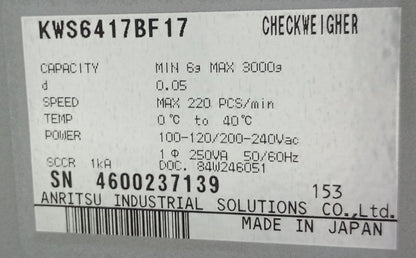 KWS6417BF17 CHECKWEIGHER
CAPACITY MIN 6g MAX 3000g
d 0.05
SPEED MAX 220 PCS/min
TEMP 0℃ to 40℃
POWER 100-120/200-240Vac
1Φ 250VA 50/60Hz
SCCR 1kA DOC. 84W246051
SN 4600237139 153
ANRITSU INDUSTRIAL SOLUTIONS CO.,Ltd.
MADE IN JAPAN